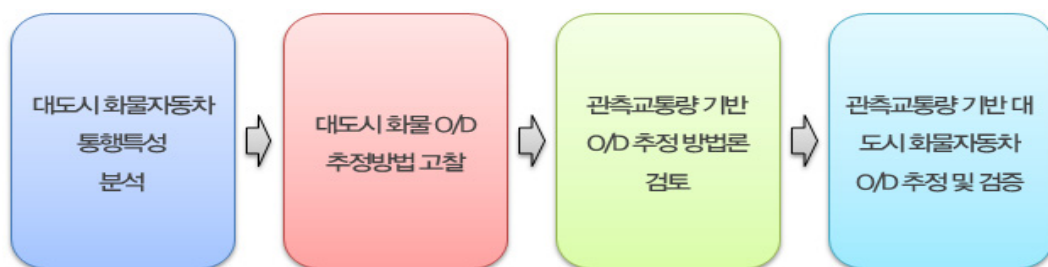 대도시 화물자동차
통행특성
분석
대도시 화물 O/D
추정방법 고찰
관측교통량 기반
O/D 추정 방법론
검토
관측교통량 기반 대
도시 화물자동차
O/D 추정 및 검증